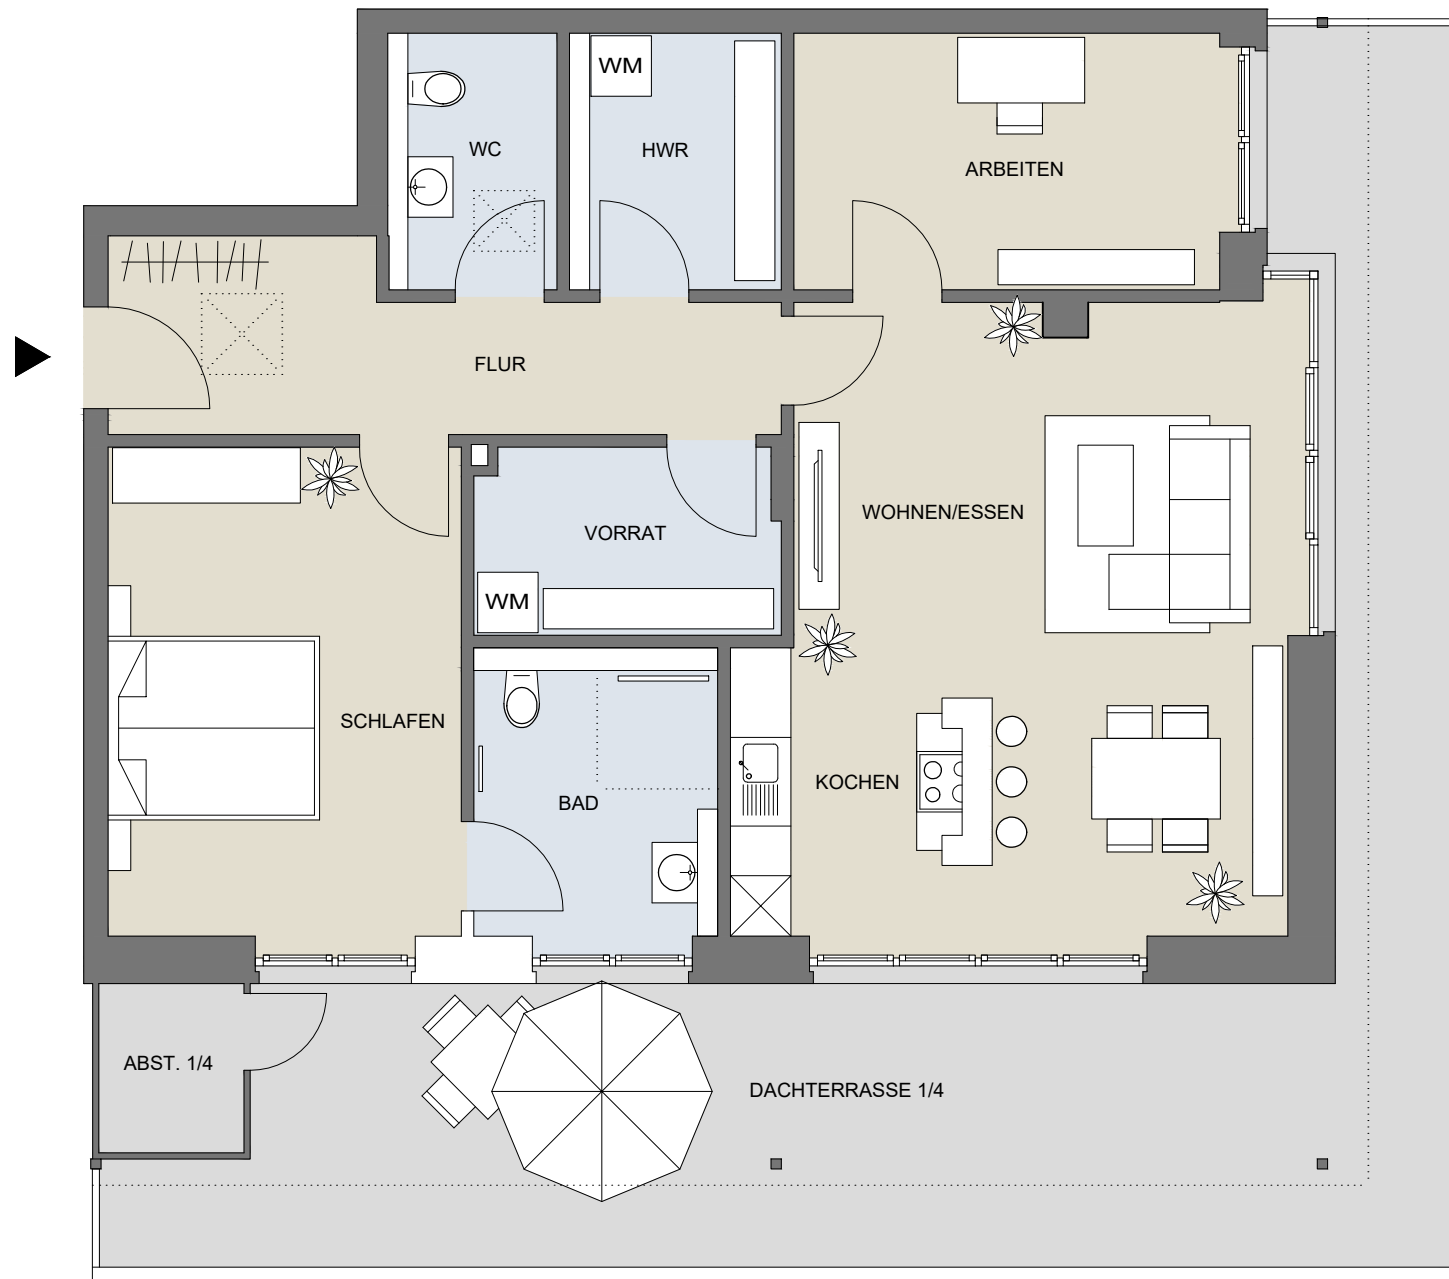 WM
WC
HWR
ARBEITEN
FLUR
WOHNEN/ESSEN
VORRAT
WM
SCHLAFEN
KOCHEN
BAD
ABST. 1/4
DACHTERRASSE 1/4